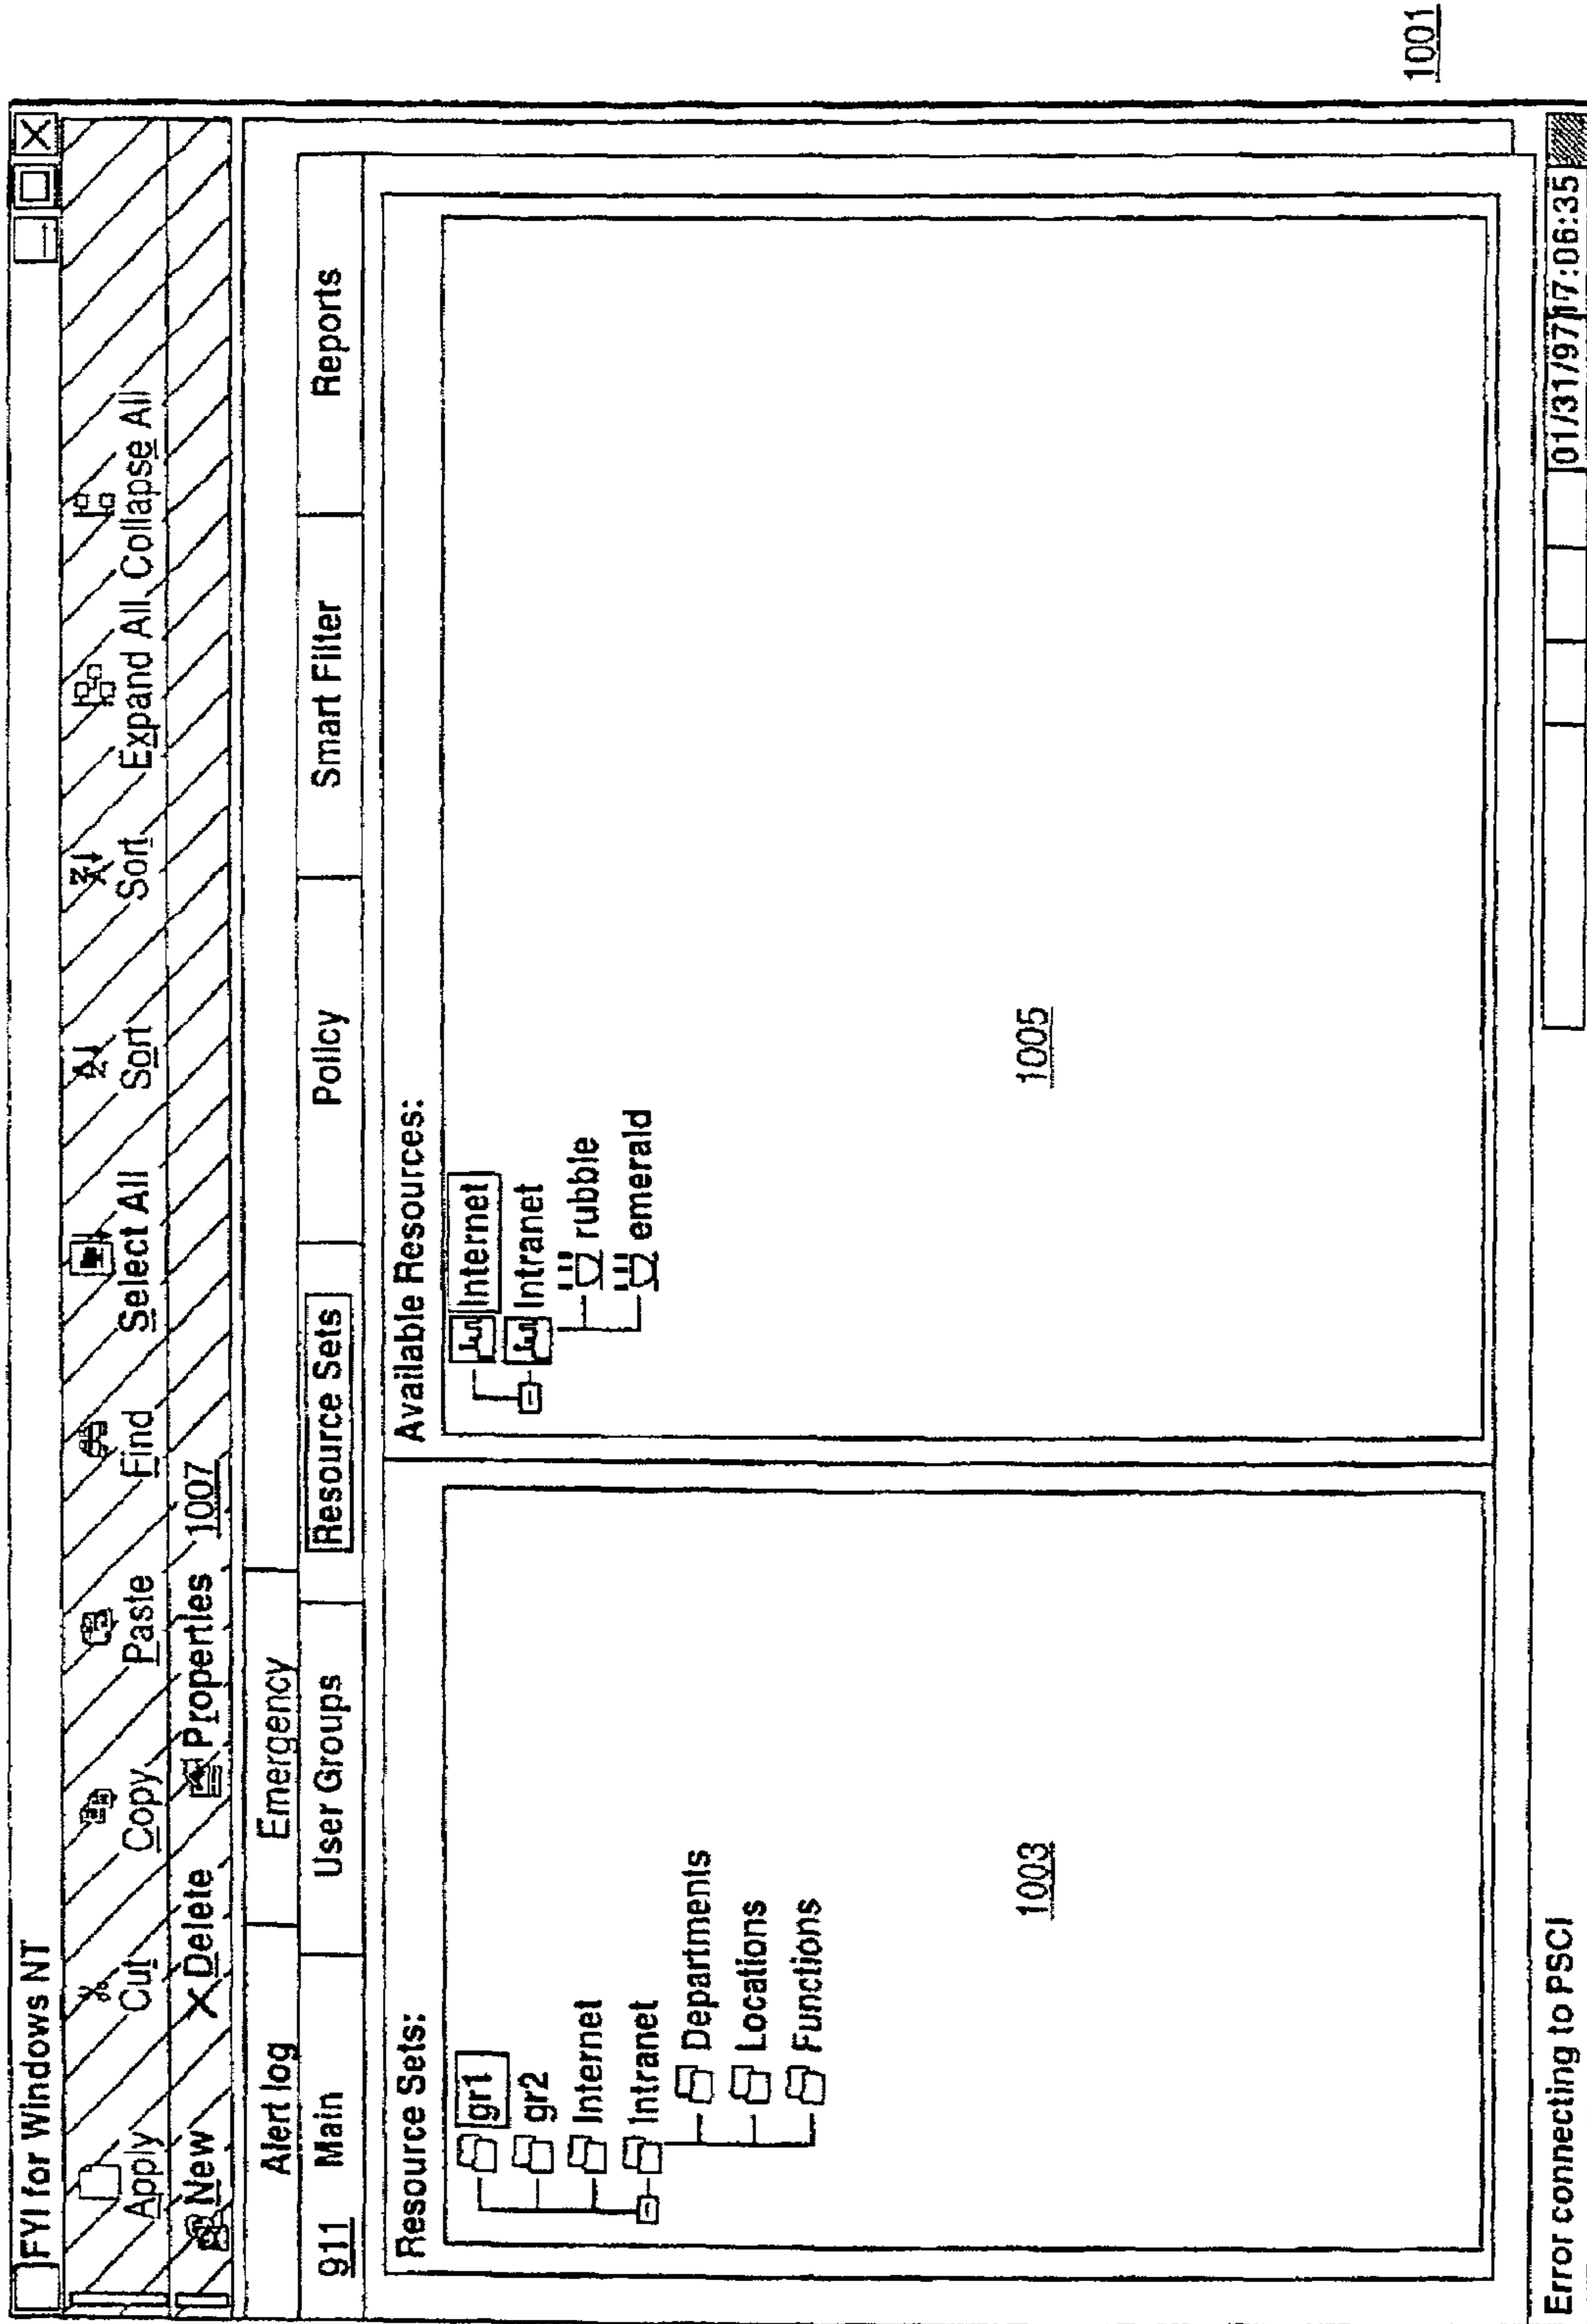 FYI for Windows NT
Apply Cut Copy Paste Find Select All Sort Sort Expand All Collapse All
New Delete Properties 1007
Alert log Emergency
911 Main User Groups Resource Sets Policy Smart Filter Reports
Resource Sets:
gr1
gr2
Internet
Intranet
Departments
Locations
Functions
1003
Available Resources:
Internet
Intranet
rubble
emerald
1005
Error connecting to PSCI 01/31/97 17:06:35
1001